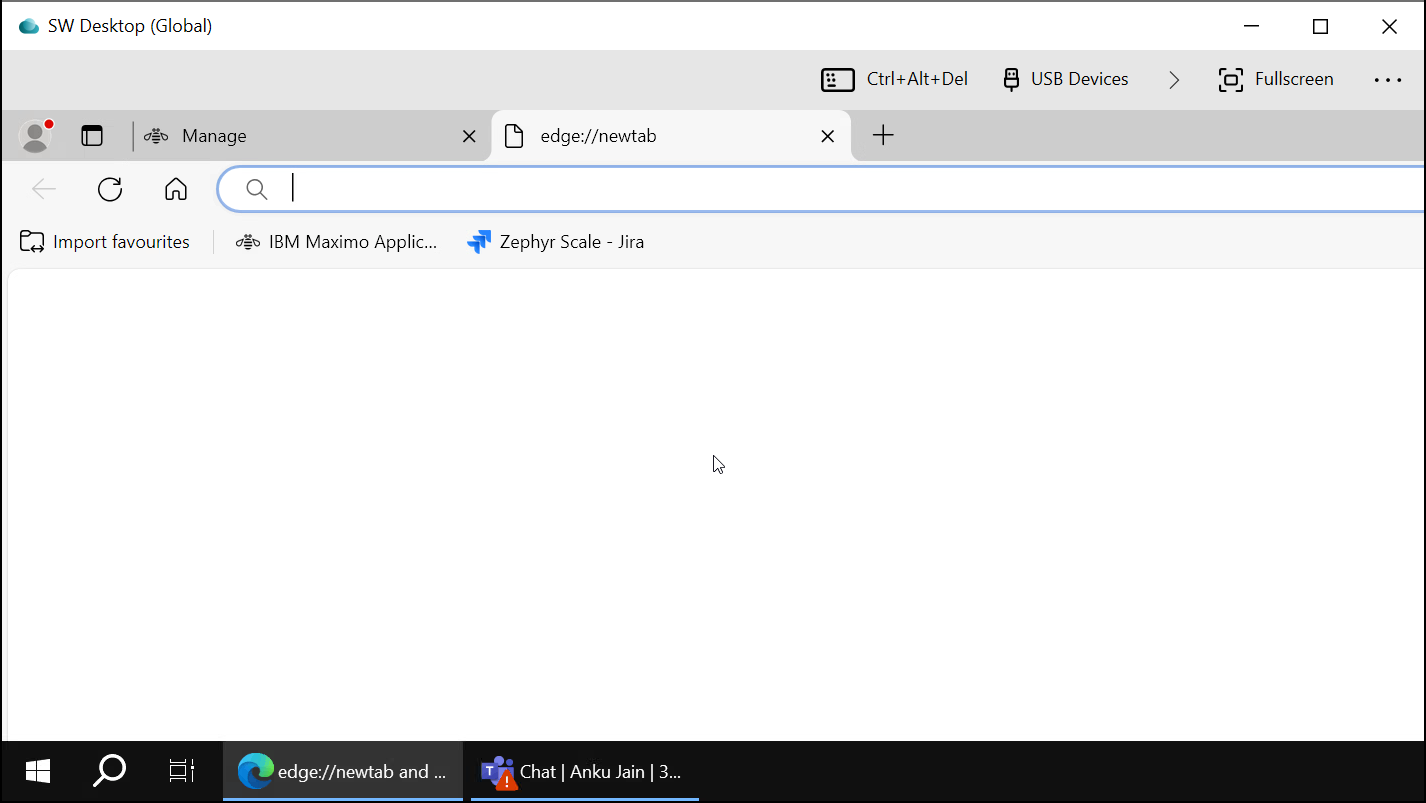 SW Desktop (Global)
Ctrl+Alt+Del USB Devices Fullscreen
Manage edge://newtab
Import favourites IBM Maximo Applic... Zephyr Scale - Jira
edge://newtab and ... Chat | Anku Jain | 3...